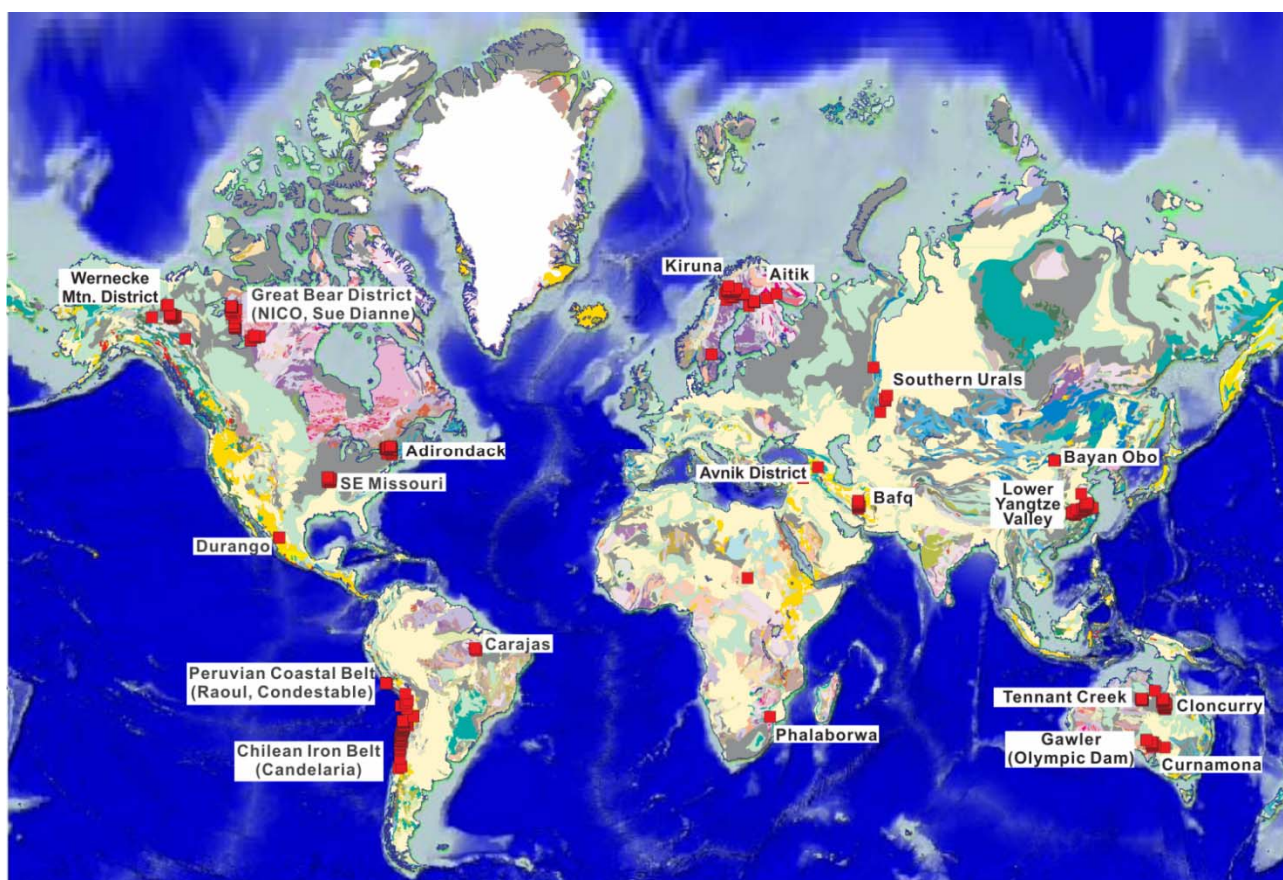 Kiruna
Aitik
Wernecke
Mtn. District
Great Bear District
(NICO, Sue Dianne)
Southern Urals
Adirondack
Bayan Obo
Avnik District
SE Missouri
Bafq
Lower
Yangtze
Valley
Durango
Carajas
Peruvian Coastal Belt
(Raoul, Condestable)
Tennant Creek
Cloncurry
Phalaborwa
Chilean Iron Belt
(Candelaria)
Gawler
(Olympic Dam)
Curnamona